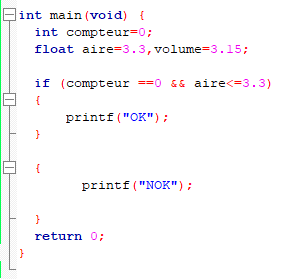 int main(void) {
int compteur=0;
float aire=3.3,volume=3.15;
if (compteur ==0 && aire<=3.3)
{
printf("OK");
}
{
printf("NOK");
}
return 0;
}